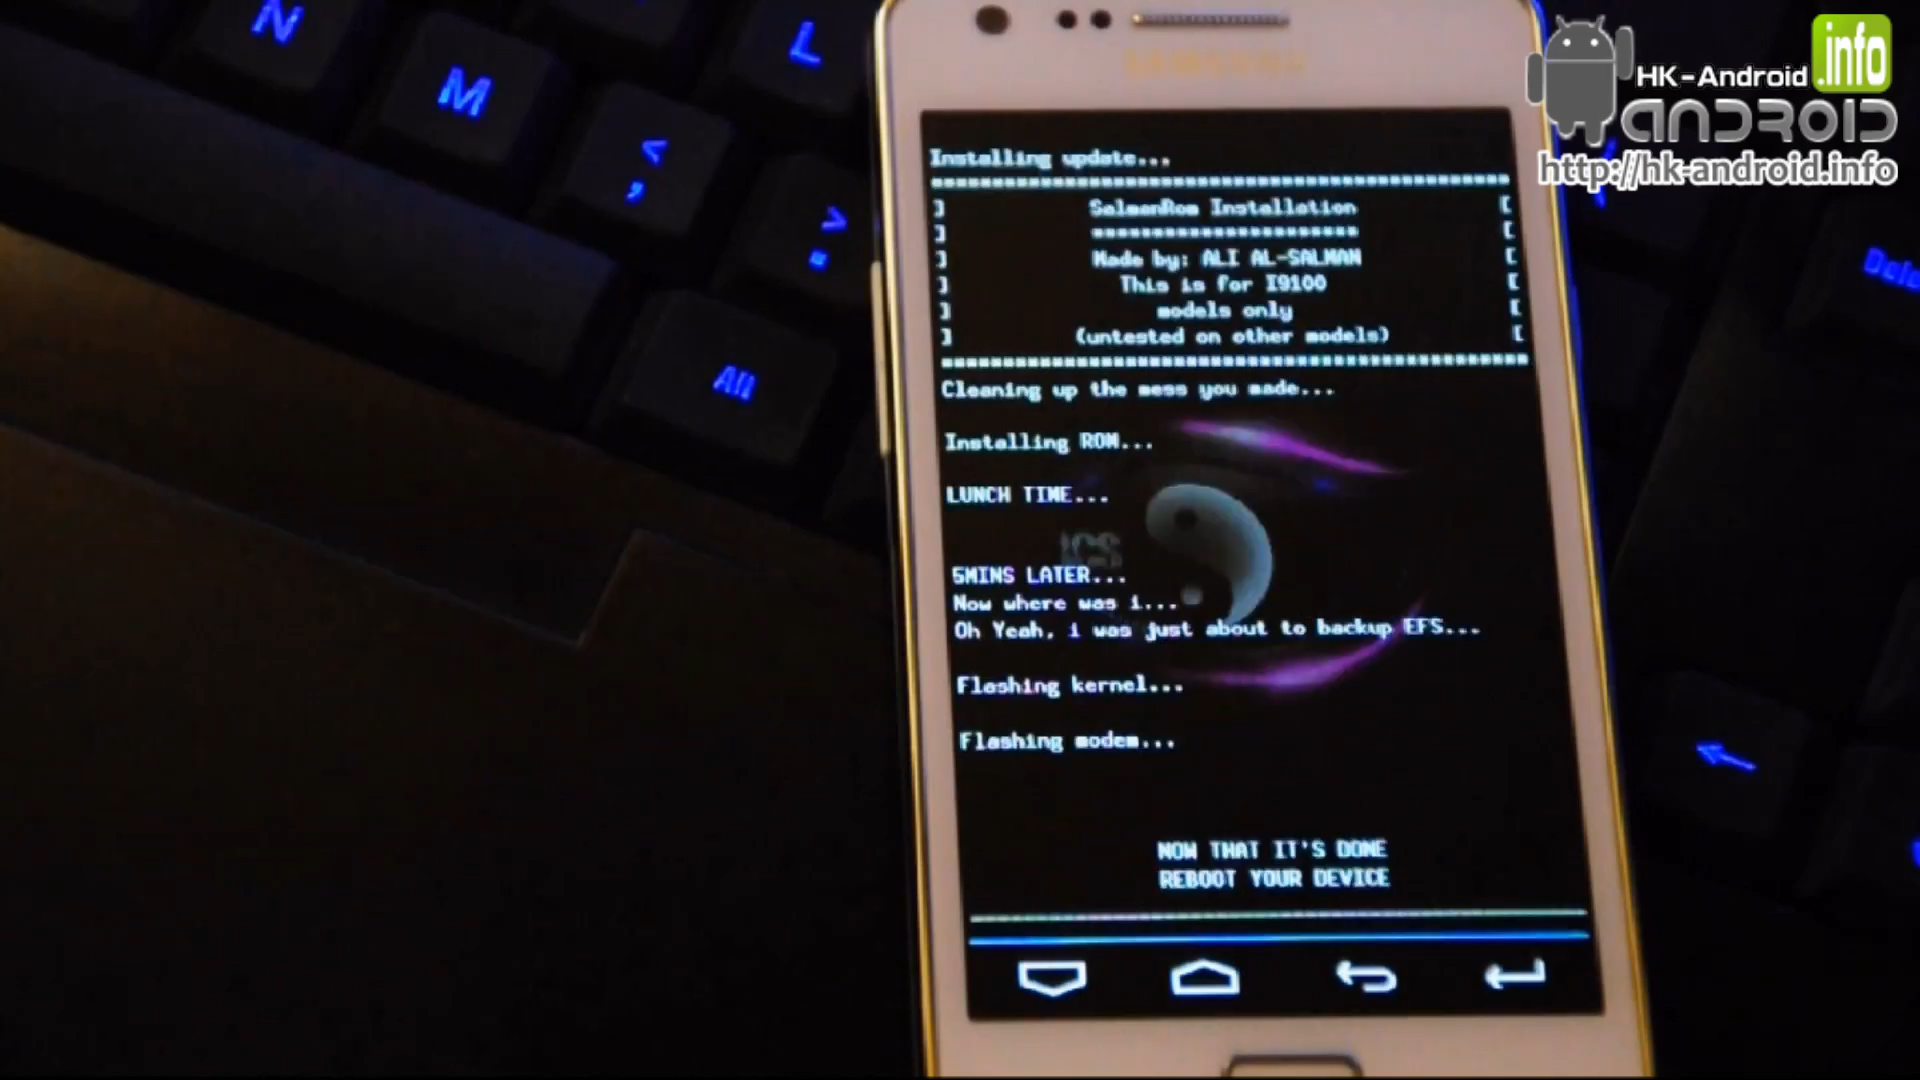 N
L
M
<
,
>
.
HK-Android .info
ANDROID
http://hk-android.info
SAMSUNG
Installing update...
] SalmanRom Installation [
] [
] Made by: ALI AL-SALMAN [
] This is for I9100 [
] models only [
] (untested on other models) [
Cleaning up the mess you made...
Installing ROM...
LUNCH TIME...
ICS
5MINS LATER...
Now where was i...
Oh Yeah, i was just about to backup EFS...
Flashing kernel...
Flashing modem...
NOW THAT IT'S DONE
REBOOT YOUR DEVICE